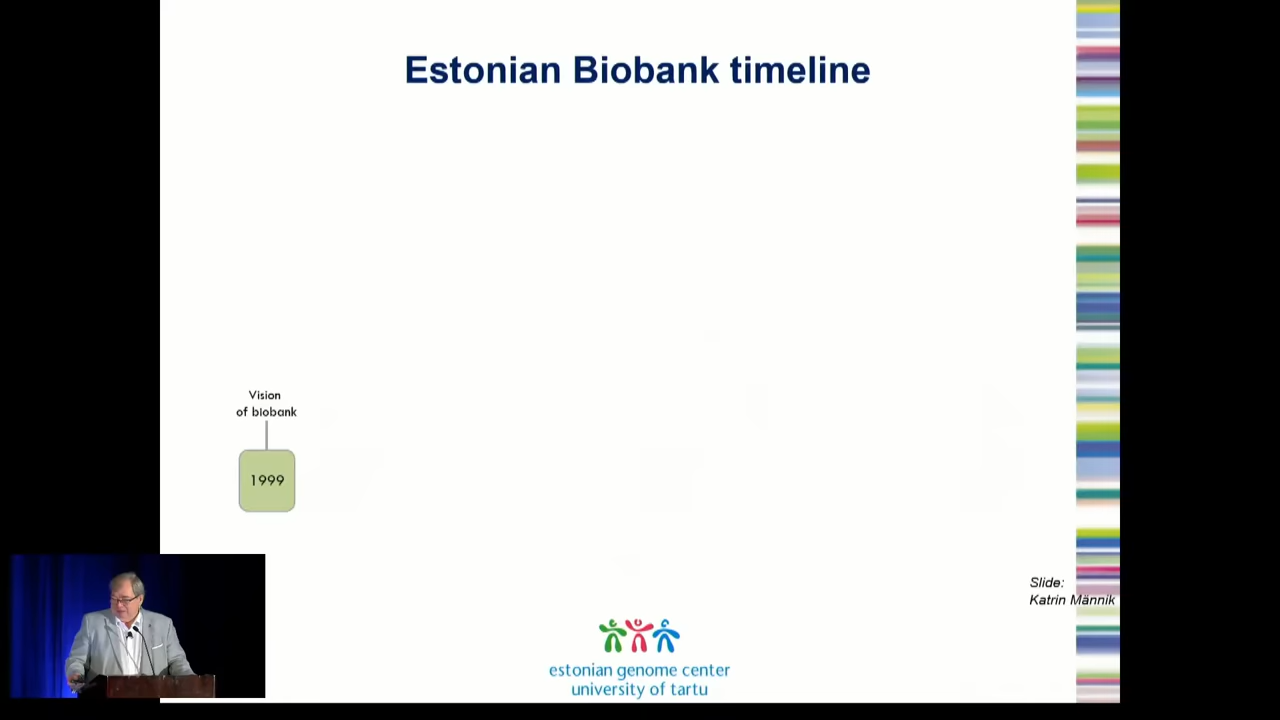 Estonian Biobank timeline
Vision
of biobank
1999
Slide:
Katrin Männik
estonian genome center
university of tartu